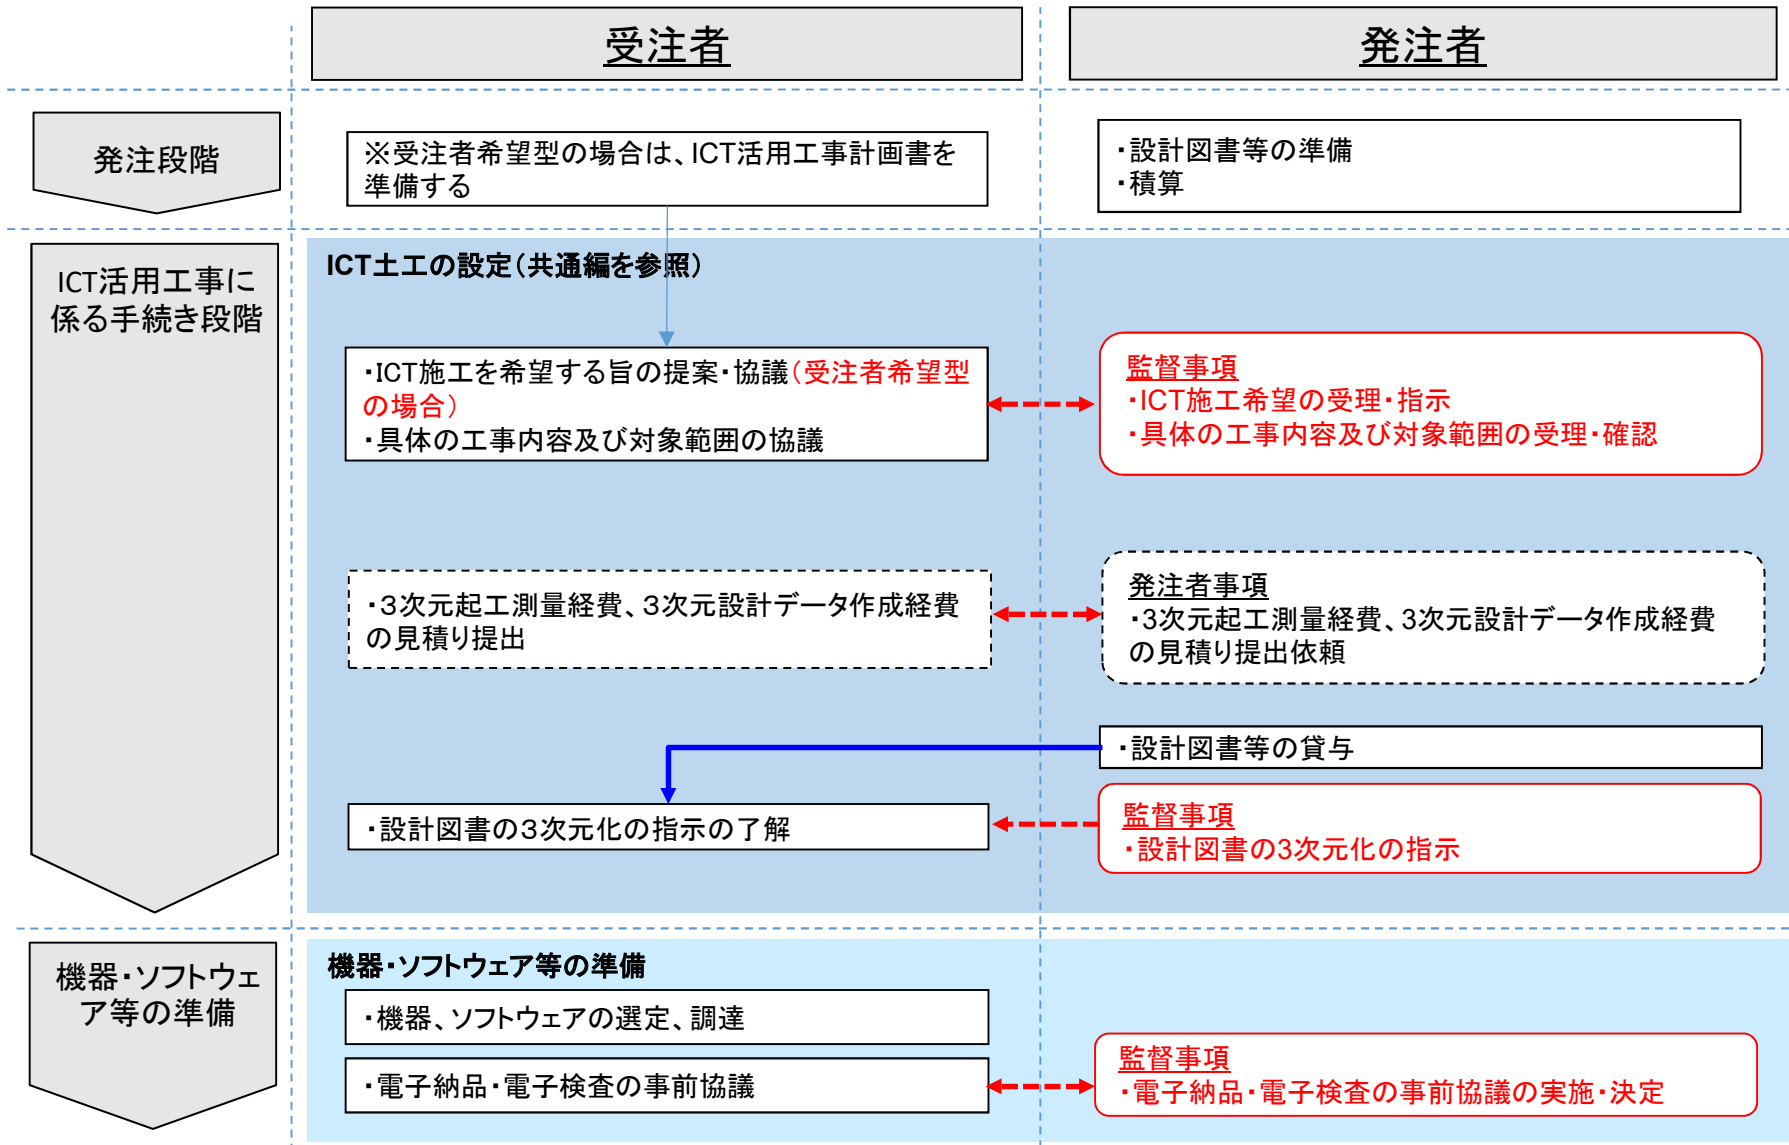 受注者
発注者
発注段階
※受注者希望型の場合は、ICT活用工事計画書を
準備する
・設計図書等の準備
・積算
ICT活用工事に
係る手続き段階
ICT土工の設定（共通編を参照）
・ICT施工を希望する旨の提案・協議（受注者希望型
の場合）
・具体の工事内容及び対象範囲の協議
監督事項
・ICT施工希望の受理・指示
・具体の工事内容及び対象範囲の受理・確認
・３次元起工測量経費、３次元設計データ作成経費
の見積り提出
発注者事項
・3次元起工測量経費、3次元設計データ作成経費
の見積り提出依頼
・設計図書等の貸与
・設計図書の３次元化の指示の了解
監督事項
・設計図書の3次元化の指示
機器・ソフトウェ
ア等の準備
機器・ソフトウェア等の準備
・機器、ソフトウェアの選定、調達
・電子納品・電子検査の事前協議
監督事項
・電子納品・電子検査の事前協議の実施・決定